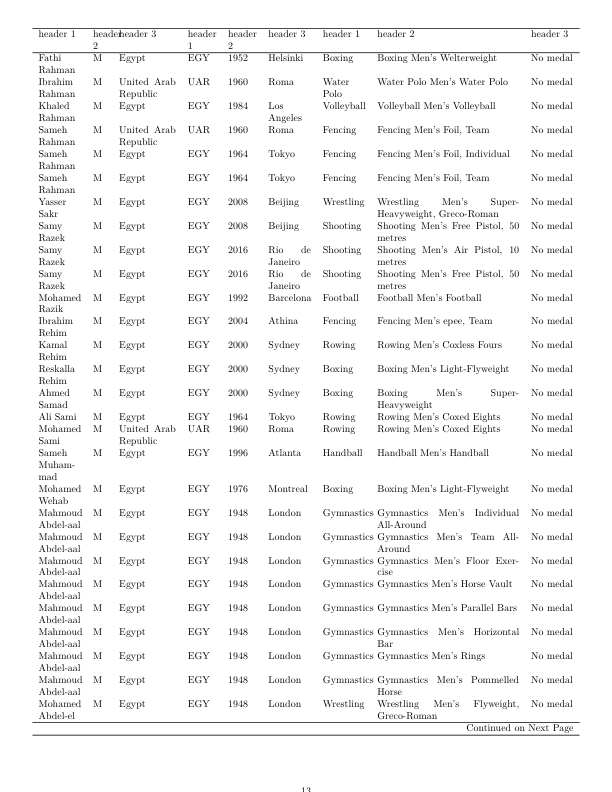 header 1 header 2 header 3 header 1 header 2 header 3 header 1 header 2 header 3
Fathi Rahman M Egypt EGY 1952 Helsinki Boxing Boxing Men's Welterweight No medal
Ibrahim Rahman M United Arab Republic UAR 1960 Roma Water Polo Water Polo Men's Water Polo No medal
Khaled Rahman M Egypt EGY 1984 Los Angeles Volleyball Volleyball Men's Volleyball No medal
Sameh Rahman M United Arab Republic UAR 1960 Roma Fencing Fencing Men's Foil, Team No medal
Sameh Rahman M Egypt EGY 1964 Tokyo Fencing Fencing Men's Foil, Individual No medal
Sameh Rahman M Egypt EGY 1964 Tokyo Fencing Fencing Men's Foil, Team No medal
Yasser Sakr M Egypt EGY 2008 Beijing Wrestling Wrestling Men's Super-Heavyweight, Greco-Roman No medal
Samy Razek M Egypt EGY 2008 Beijing Shooting Shooting Men's Free Pistol, 50 metres No medal
Samy Razek M Egypt EGY 2016 Rio de Janeiro Shooting Shooting Men's Air Pistol, 10 metres No medal
Samy Razek M Egypt EGY 2016 Rio de Janeiro Shooting Shooting Men's Free Pistol, 50 metres No medal
Mohamed Razik M Egypt EGY 1992 Barcelona Football Football Men's Football No medal
Ibrahim Rehim M Egypt EGY 2004 Athina Fencing Fencing Men's epee, Team No medal
Kamal Rehim M Egypt EGY 2000 Sydney Rowing Rowing Men's Coxless Fours No medal
Reskalla Rehim M Egypt EGY 2000 Sydney Boxing Boxing Men's Light-Flyweight No medal
Ahmed Samad M Egypt EGY 2000 Sydney Boxing Boxing Men's Super-Heavyweight No medal
Ali Sami M Egypt EGY 1964 Tokyo Rowing Rowing Men's Coxed Eights No medal
Mohamed Sami M United Arab Republic UAR 1960 Roma Rowing Rowing Men's Coxed Eights No medal
Sameh Muham-mad M Egypt EGY 1996 Atlanta Handball Handball Men's Handball No medal
Mohamed Wehab M Egypt EGY 1976 Montreal Boxing Boxing Men's Light-Flyweight No medal
Mahmoud Abdel-aal M Egypt EGY 1948 London Gymnastics Gymnastics Men's Individual All-Around No medal
Mahmoud Abdel-aal M Egypt EGY 1948 London Gymnastics Gymnastics Men's Team All-Around No medal
Mahmoud Abdel-aal M Egypt EGY 1948 London Gymnastics Gymnastics Men's Floor Exer-cise No medal
Mahmoud Abdel-aal M Egypt EGY 1948 London Gymnastics Gymnastics Men's Horse Vault No medal
Mahmoud Abdel-aal M Egypt EGY 1948 London Gymnastics Gymnastics Men's Parallel Bars No medal
Mahmoud Abdel-aal M Egypt EGY 1948 London Gymnastics Gymnastics Men's Horizontal Bar No medal
Mahmoud Abdel-aal M Egypt EGY 1948 London Gymnastics Gymnastics Men's Rings No medal
Mahmoud Abdel-aal M Egypt EGY 1948 London Gymnastics Gymnastics Men's Pommelled Horse No medal
Mohamed Abdel-el M Egypt EGY 1948 London Wrestling Wrestling Men's Flyweight, Greco-Roman No medal
Continued on Next Page
13